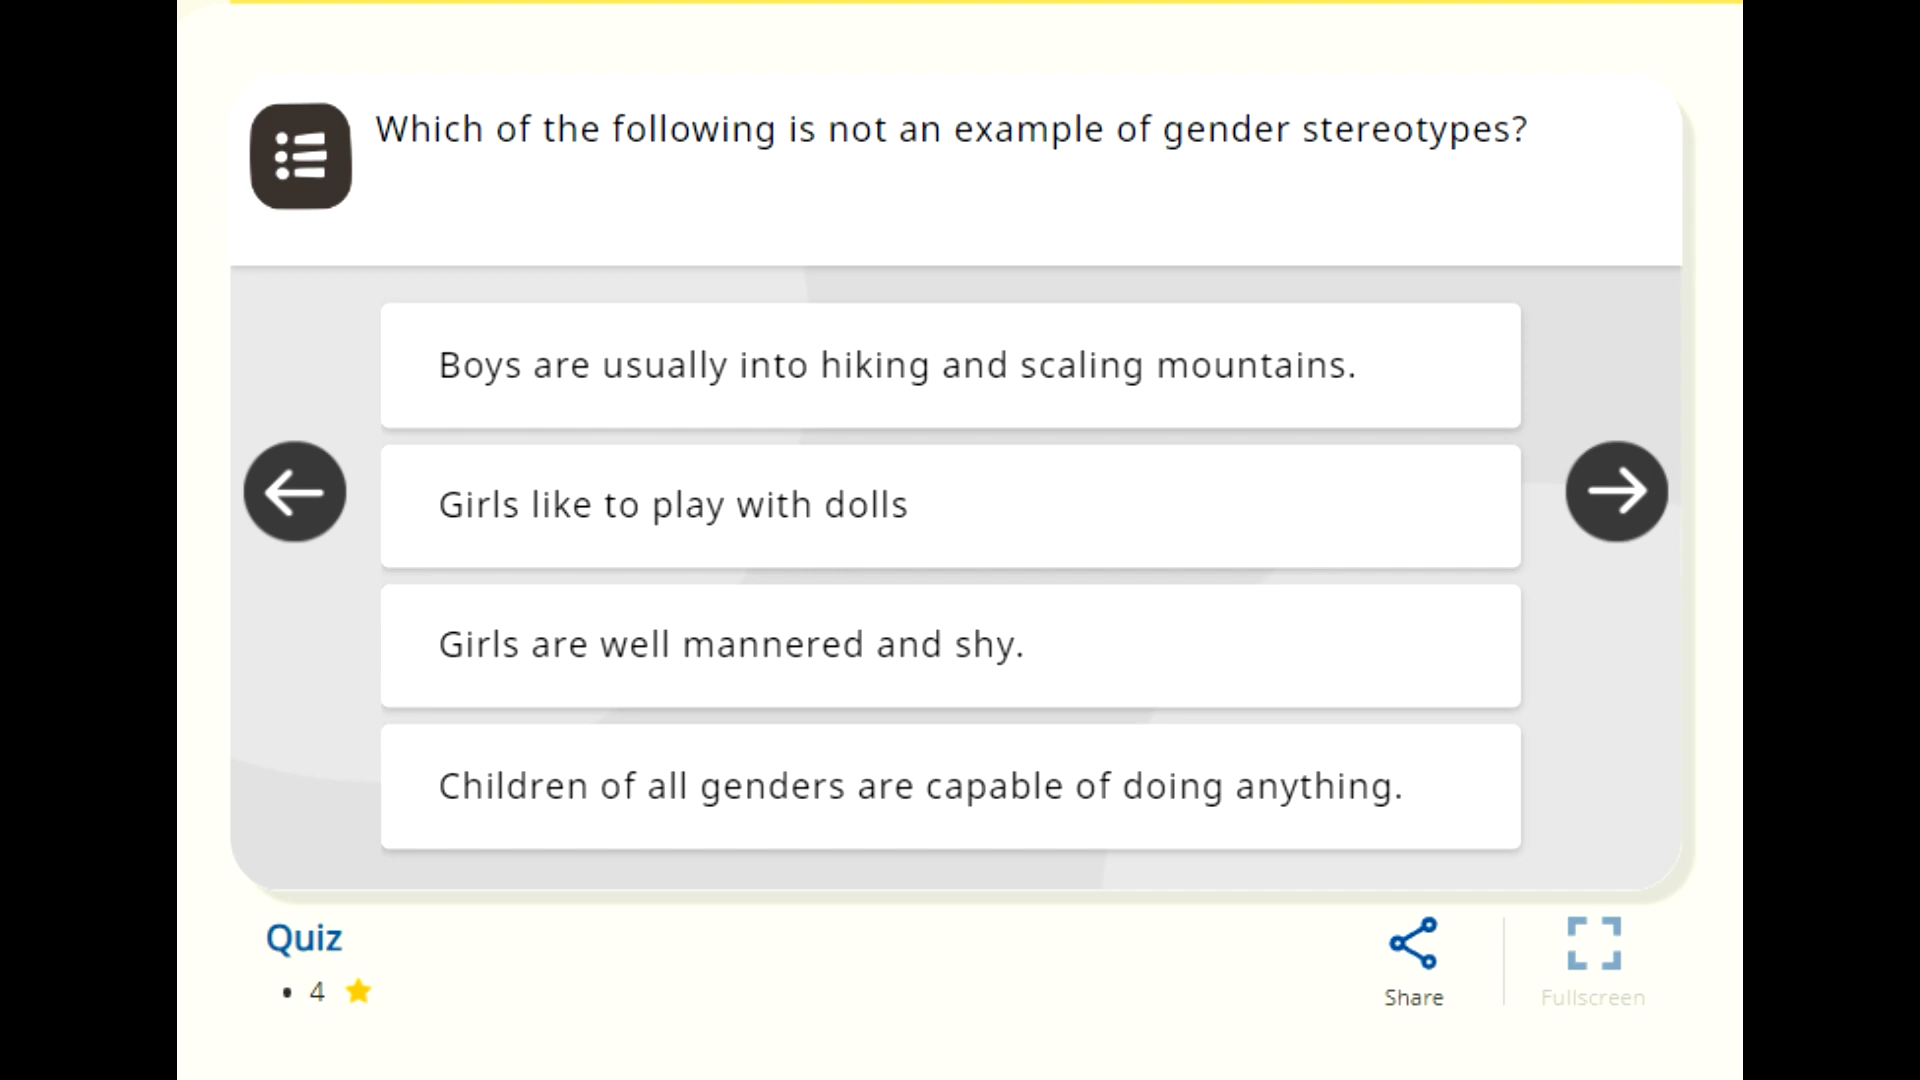 Which of the following is not an example of gender stereotypes?
Boys are usually into hiking and scaling mountains.
Girls like to play with dolls
Girls are well mannered and shy.
Children of all genders are capable of doing anything.
Quiz
• 4
Share
Fullscreen